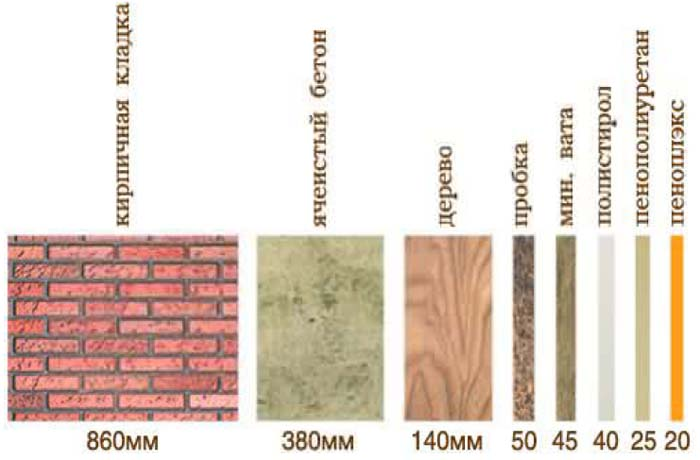 кирпичная кладка
ячеистый бетон
дерево
пробка
мин. вата
полистирол
пенополиуретан
пеноплэкс
860мм 380мм 140мм 50 45 40 25 20